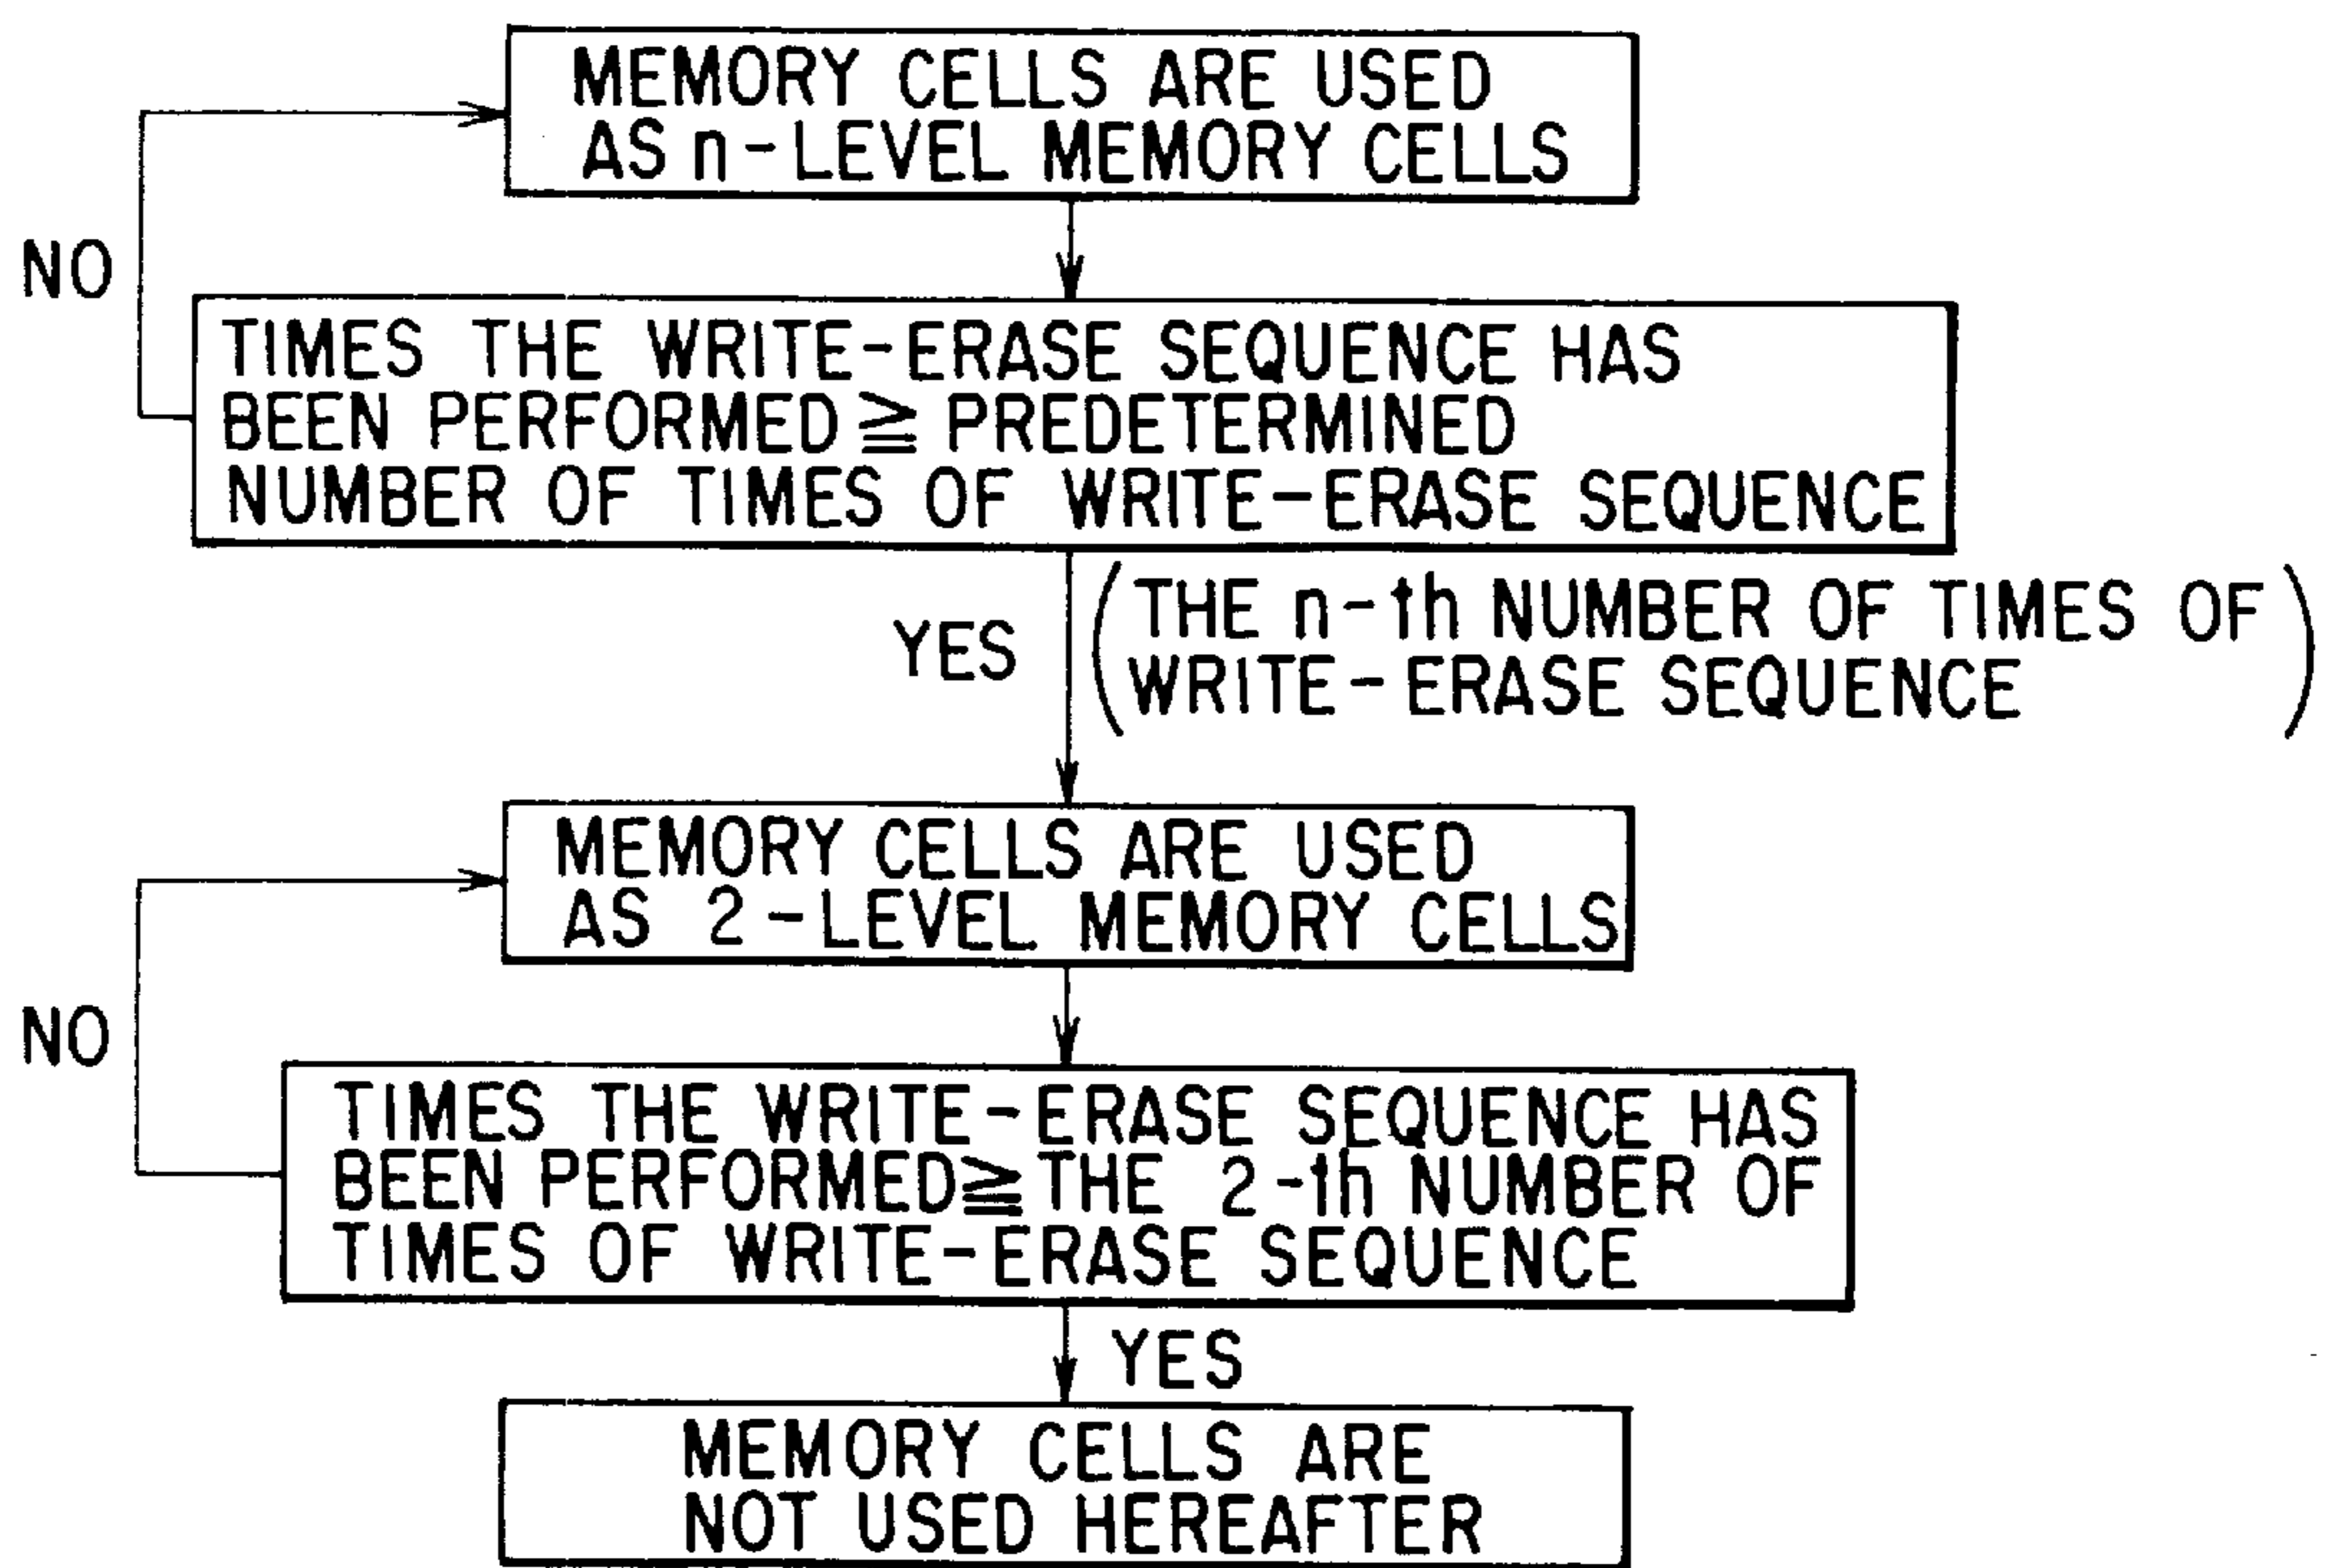 MEMORY CELLS ARE USED
AS n-LEVEL MEMORY CELLS
NO
TIMES THE WRITE-ERASE SEQUENCE HAS
BEEN PERFORMED ≧ PREDETERMINED
NUMBER OF TIMES OF WRITE-ERASE SEQUENCE
YES
(THE n-th NUMBER OF TIMES OF
WRITE-ERASE SEQUENCE)
MEMORY CELLS ARE USED
AS 2-LEVEL MEMORY CELLS
NO
TIMES THE WRITE-ERASE SEQUENCE HAS
BEEN PERFORMED ≧ THE 2-th NUMBER OF
TIMES OF WRITE-ERASE SEQUENCE
YES
MEMORY CELLS ARE
NOT USED HEREAFTER